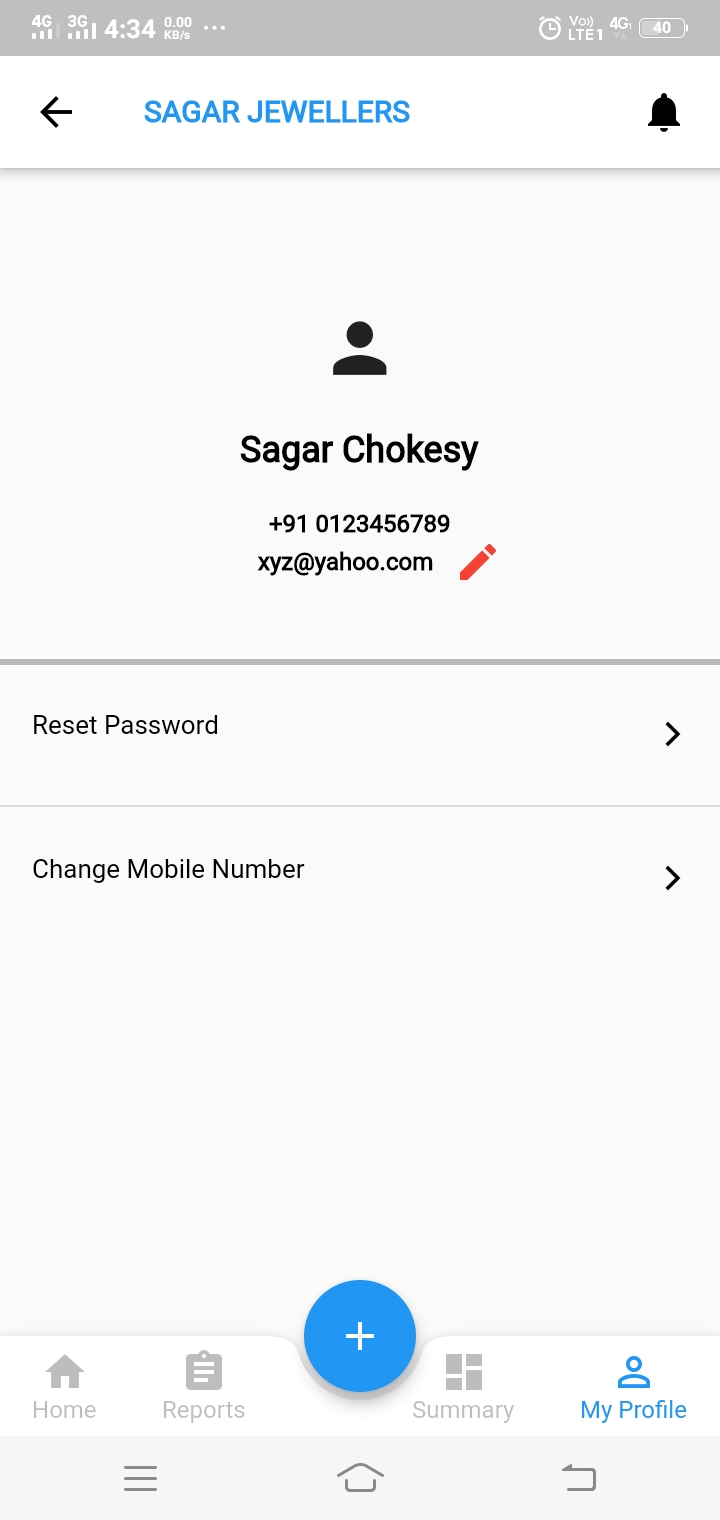 4G 3G 4:34 0.00 KB/s ... Vo)) LTE1 4G 40
SAGAR JEWELLERS
Sagar Chokesy
+91 0123456789
xyz@yahoo.com
Reset Password
Change Mobile Number
Home Reports Summary My Profile